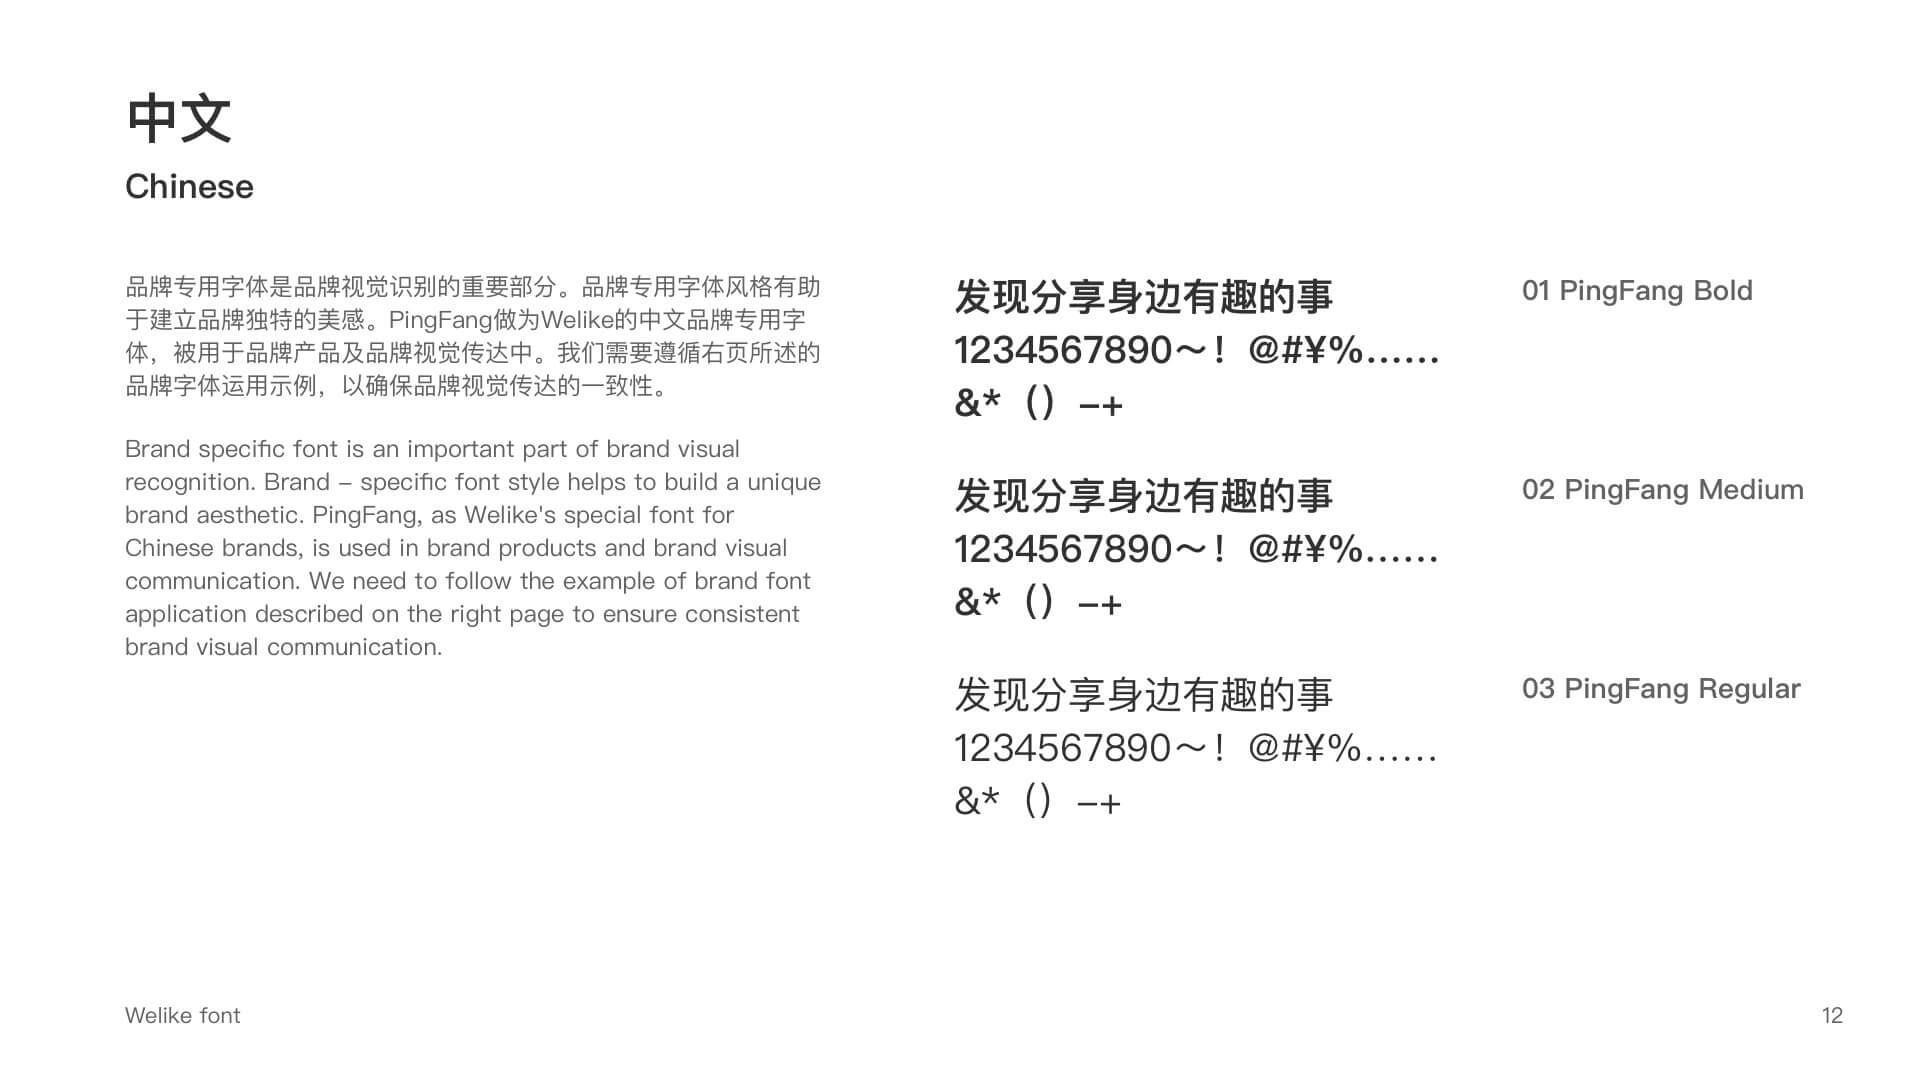 中文
Chinese
品牌专用字体是品牌视觉识别的重要部分。品牌专用字体风格有助
于建立品牌独特的美感。PingFang做为Welike的中文品牌专用字
体，被用于品牌产品及品牌视觉传达中。我们需要遵循右页所述的
品牌字体运用示例，以确保品牌视觉传达的一致性。
Brand specific font is an important part of brand visual
recognition. Brand – specific font style helps to build a unique
brand aesthetic. PingFang, as Welike's special font for
Chinese brands, is used in brand products and brand visual
communication. We need to follow the example of brand font
application described on the right page to ensure consistent
brand visual communication.
发现分享身边有趣的事
1234567890～！@#¥%……
&*（）–+
01 PingFang Bold
发现分享身边有趣的事
1234567890～！@#¥%……
&*（）–+
02 PingFang Medium
发现分享身边有趣的事
1234567890～！@#¥%……
&*（）–+
03 PingFang Regular
Welike font
12